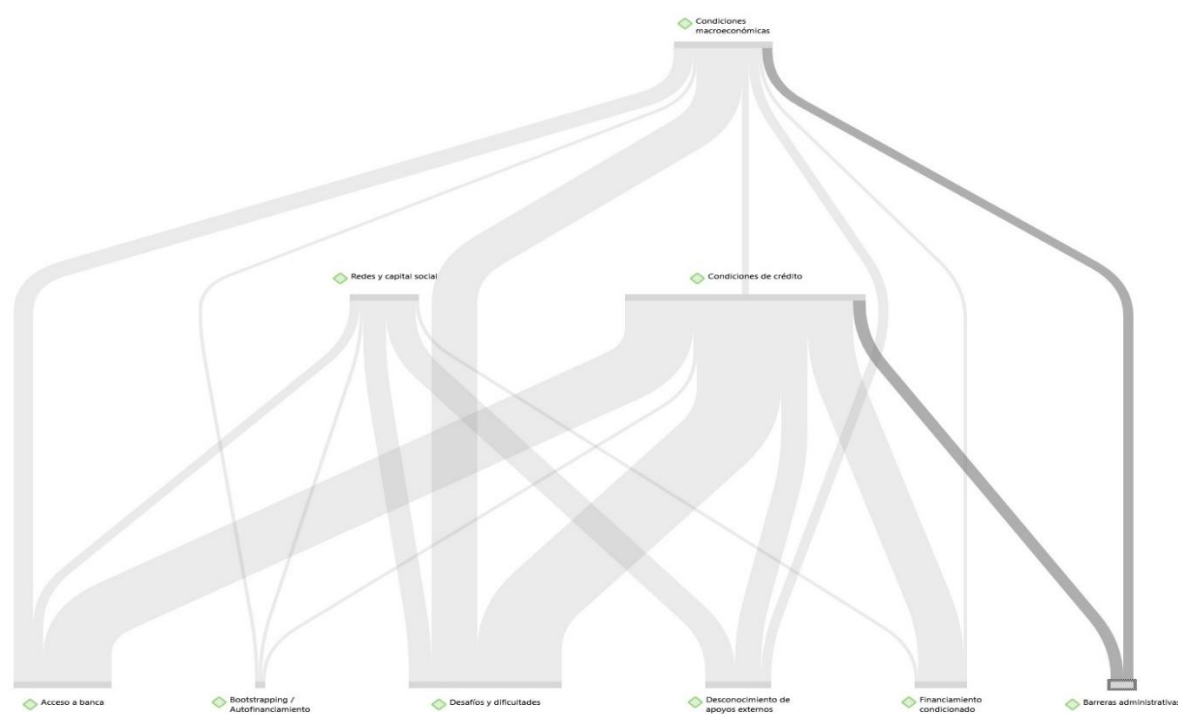 Condiciones
macroeconómicas
Redes y capital social
Condiciones de crédito
Acceso a banca
Bootstrapping /
Autofinanciamiento
Desafíos y dificultades
Desconocimiento de
apoyos externos
Financiamiento
condicionado
Barreras administrativas